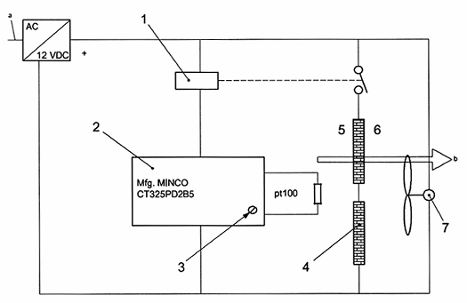 a
AC
12 VDC
+
1
2
5 6
b
Mfg. MINCO
CT325PD2B5
pt100
3
4
7